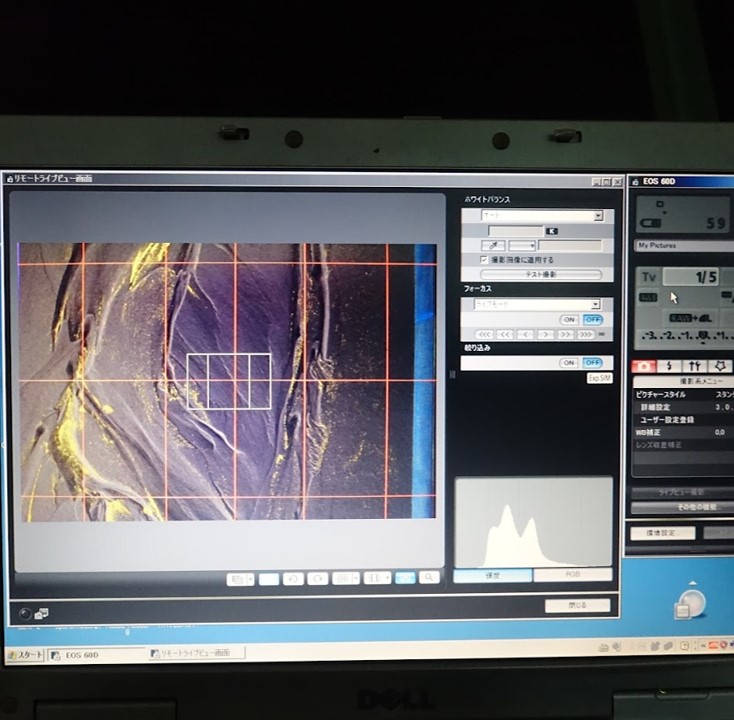 リモートライブビュー画面
ホワイトバランス
オート
K
撮影画像に適用する
テスト撮影
フォーカス
ライブモード
ON OFF
<<< << < > >> >>>
絞り込み
ON OFF
Exp.SIM
輝度 RGB
閉じる
EOS 60D
59
My Pictures
Tv 1/5
RAW+L
撮影系メニュー
ピクチャースタイル スタン
詳細設定 3.0.
ユーザー設定登録
WB補正 0,0
レンズ収差補正
ライブビュー撮影
その他の機能...
環境設定...
スタート EOS 60D リモートライブビュー画面
DELL